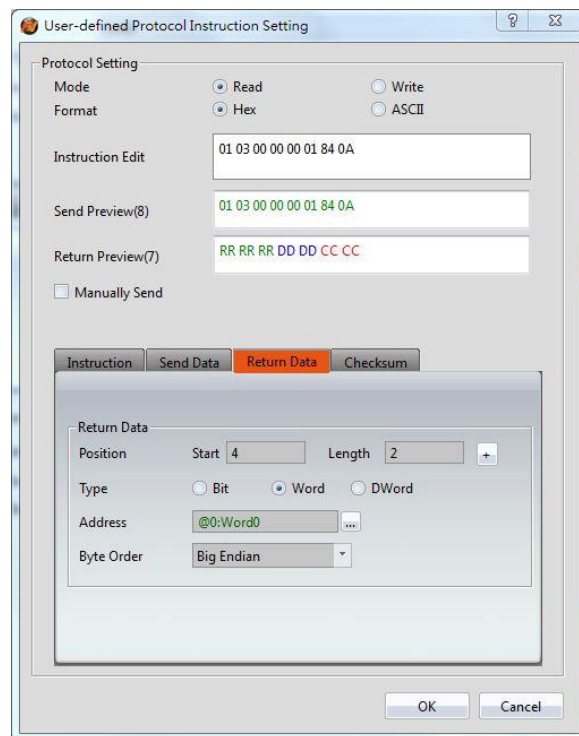 User-defined Protocol Instruction Setting
Protocol Setting
Mode Read Write
Format Hex ASCII
Instruction Edit 01 03 00 00 00 01 84 0A
Send Preview(8) 01 03 00 00 00 01 84 0A
Return Preview(7) RR RR RR DD DD CC CC
Manually Send
Instruction Send Data Return Data Checksum
Return Data
Position Start 4 Length 2 +
Type Bit Word DWord
Address @0:Word0 ...
Byte Order Big Endian
OK Cancel